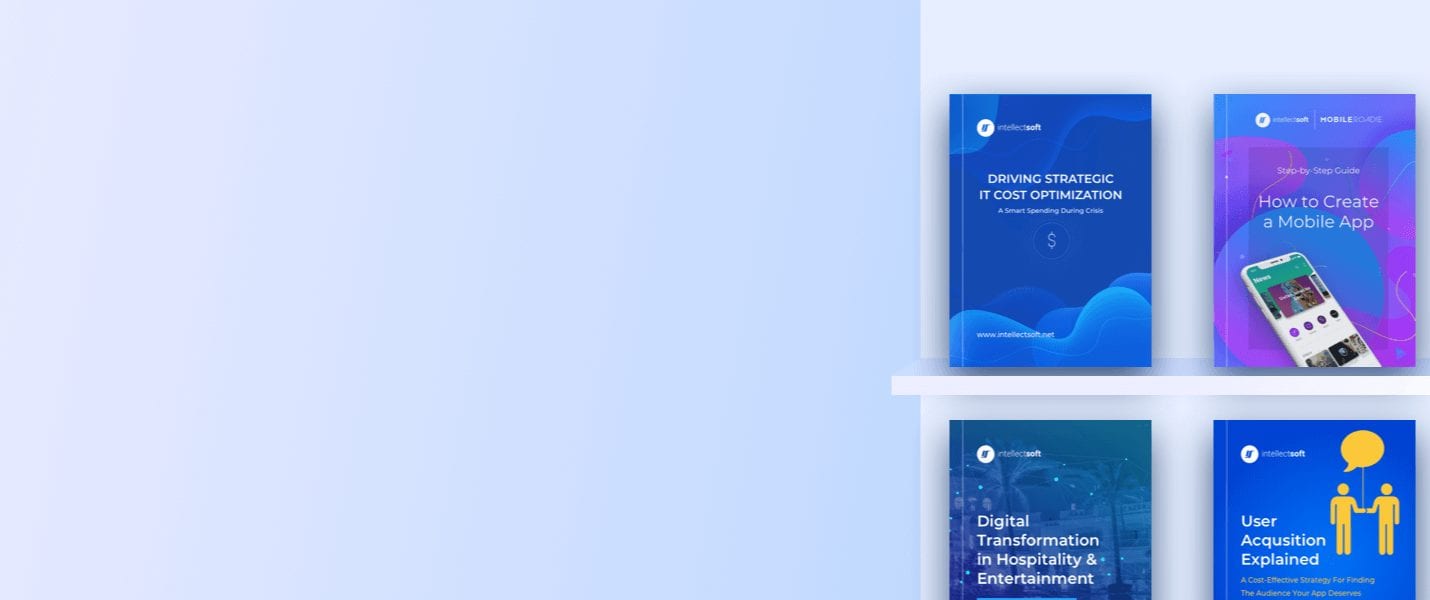 intellectsoft
DRIVING STRATEGIC
IT COST OPTIMIZATION
A Smart Spending During Crisis
$
www.intellectsoft.net
intellectsoft | MOBILEROADIE
Step-by-Step Guide
How to Create
a Mobile App
News
intellectsoft
Digital
Transformation
in Hospitality &
Entertainment
intellectsoft
User
Acqusition
Explained
A Cost-Effective Strategy For Finding
The Audience Your App Deserves